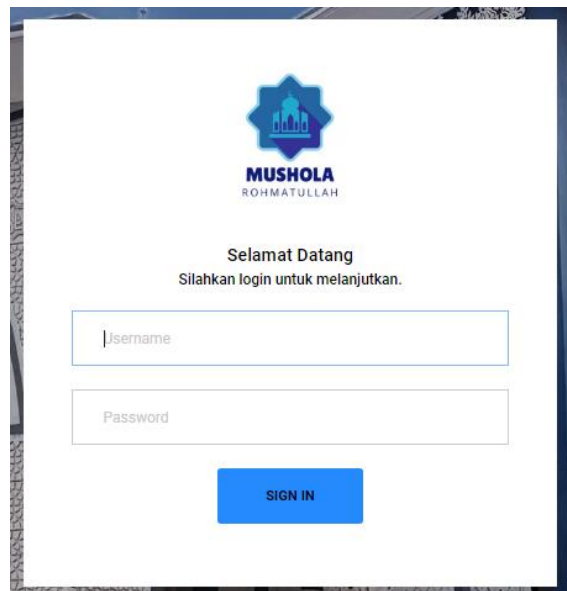 MUSHOLA
ROHMATULLAH
Selamat Datang
Silahkan login untuk melanjutkan.
Username
Password
SIGN IN